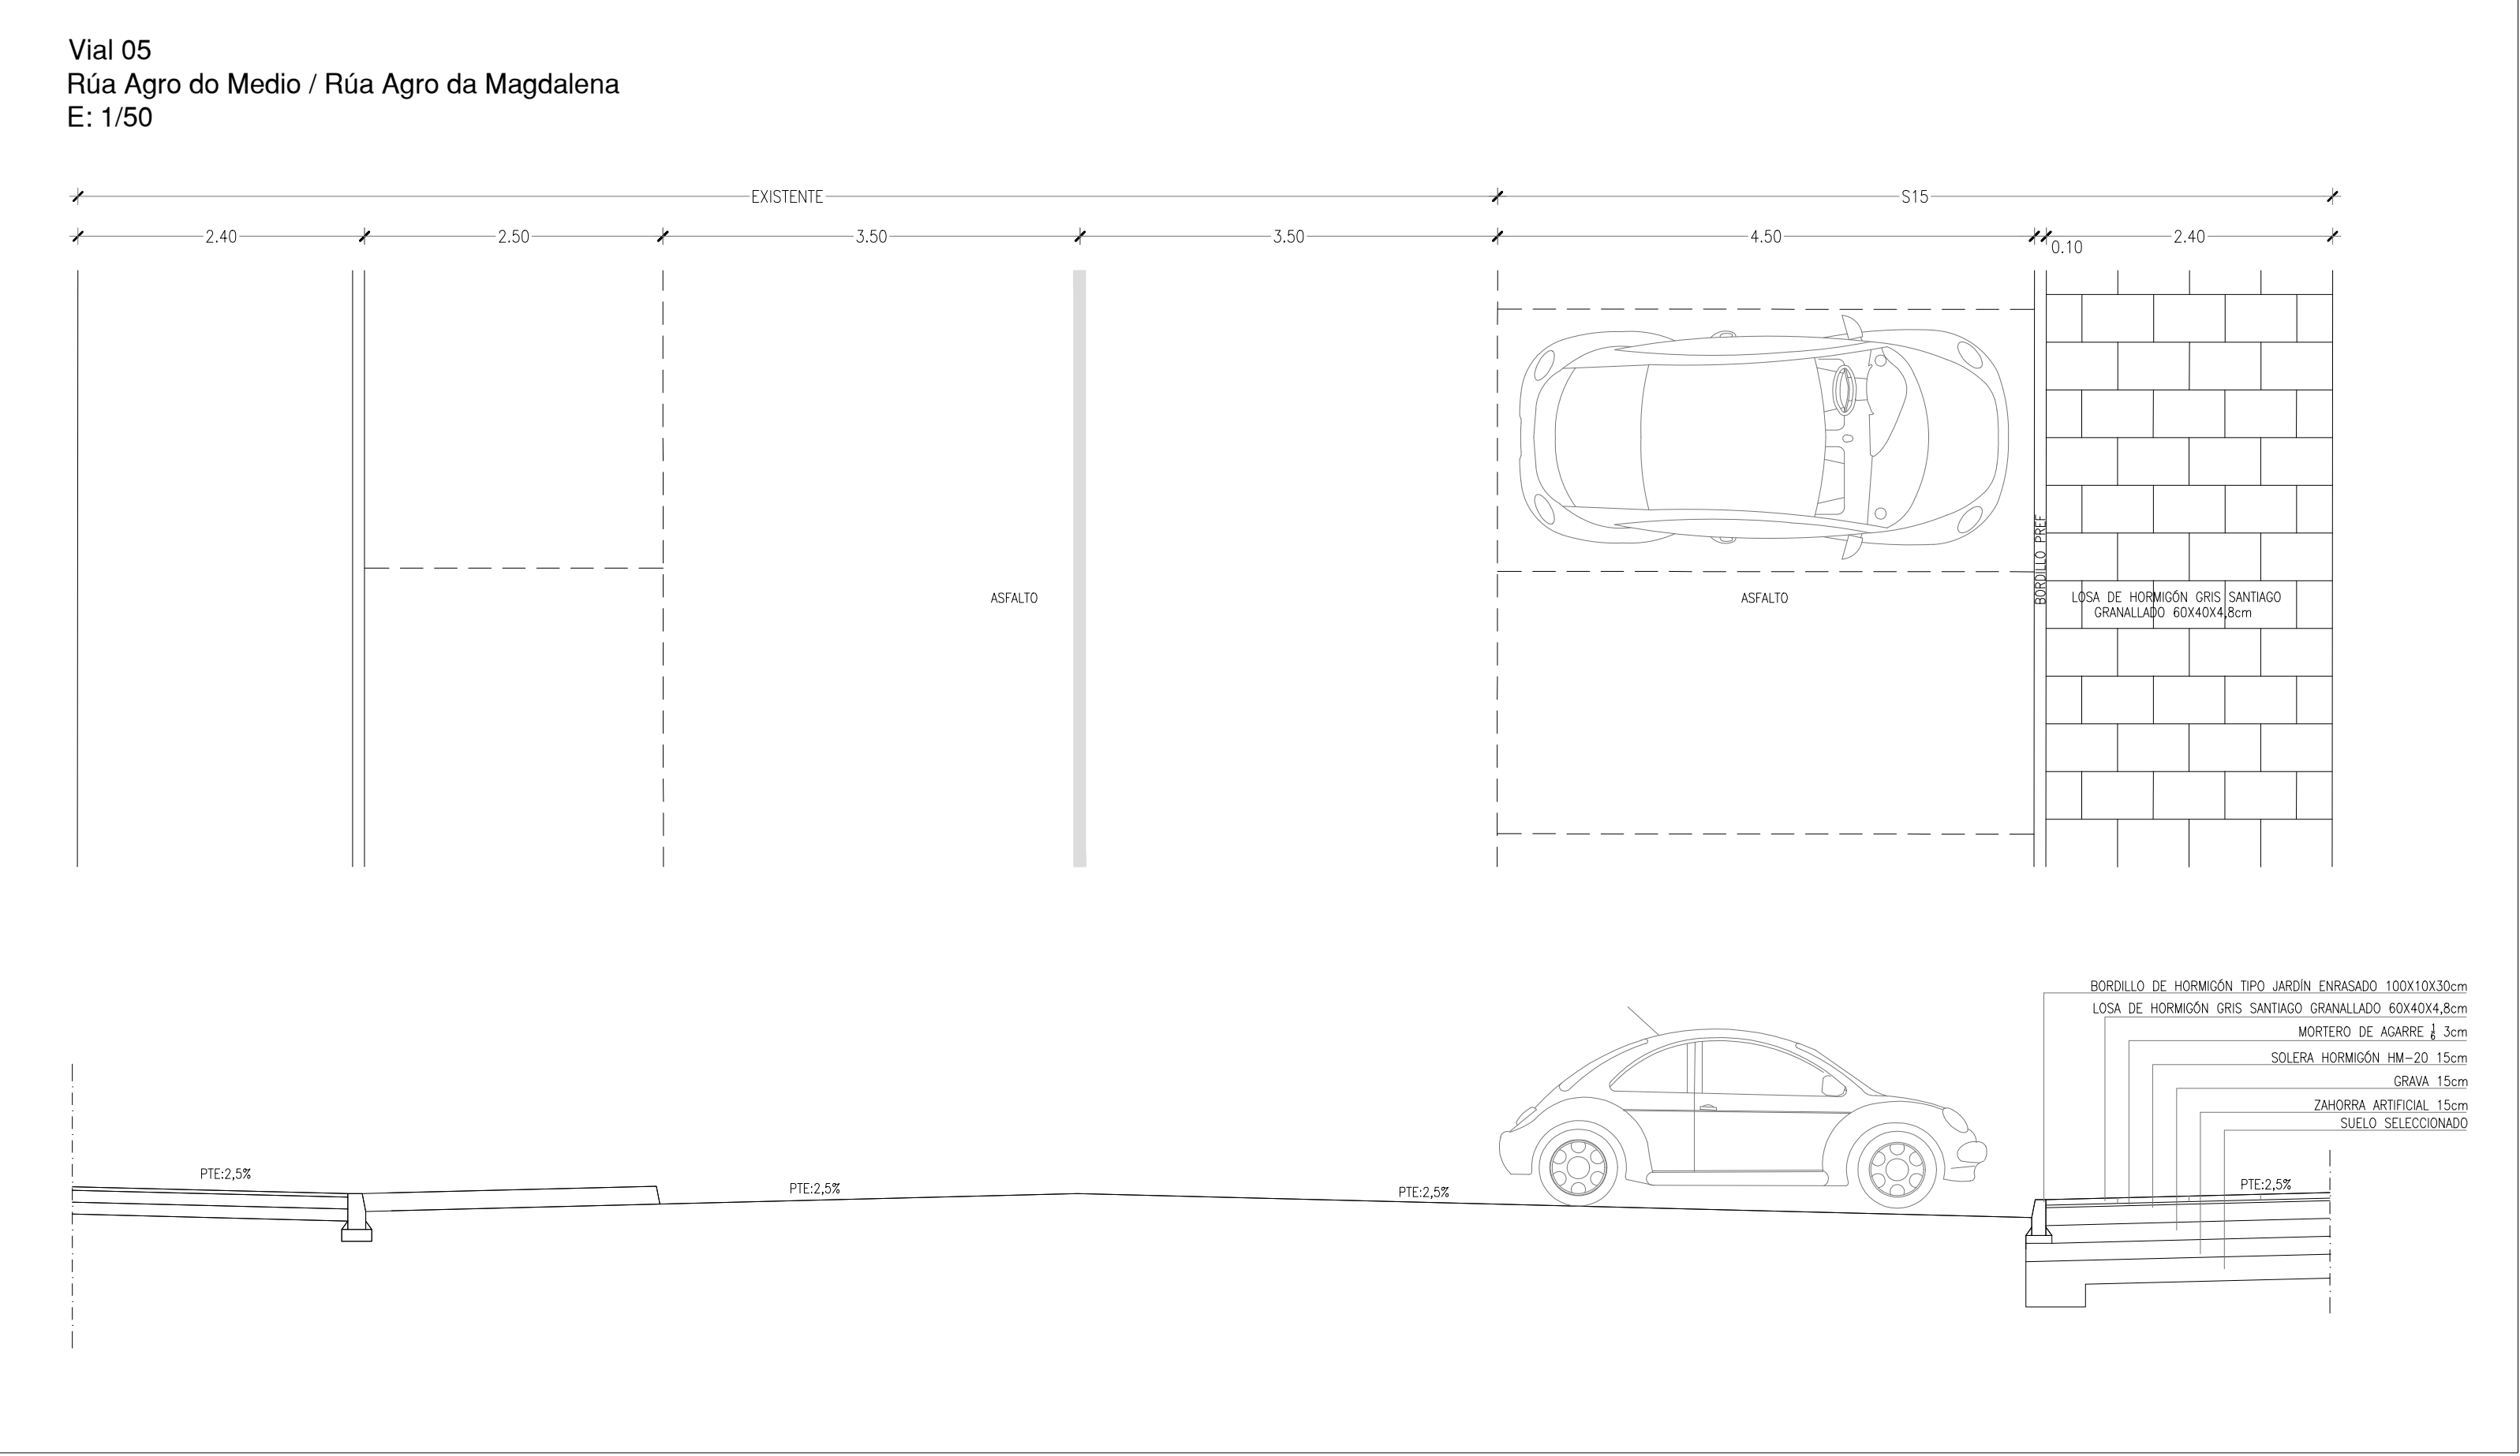 Vial 05
Rúa Agro do Medio / Rúa Agro da Magdalena
E: 1/50
EXISTENTE
S15
2.40
2.50
3.50
3.50
4.50
0.10
2.40
BORDILLO PREF
ASFALTO
ASFALTO
LOSA DE HORMIGÓN GRIS SANTIAGO
GRANALLADO 60X40X4,8cm
BORDILLO DE HORMIGÓN TIPO JARDÍN ENRASADO 100X10X30cm
LOSA DE HORMIGÓN GRIS SANTIAGO GRANALLADO 60X40X4,8cm
MORTERO DE AGARRE 1/6 3cm
SOLERA HORMIGÓN HM-20 15cm
GRAVA 15cm
ZAHORRA ARTIFICIAL 15cm
SUELO SELECCIONADO
PTE:2,5%
PTE:2,5%
PTE:2,5%
PTE:2,5%